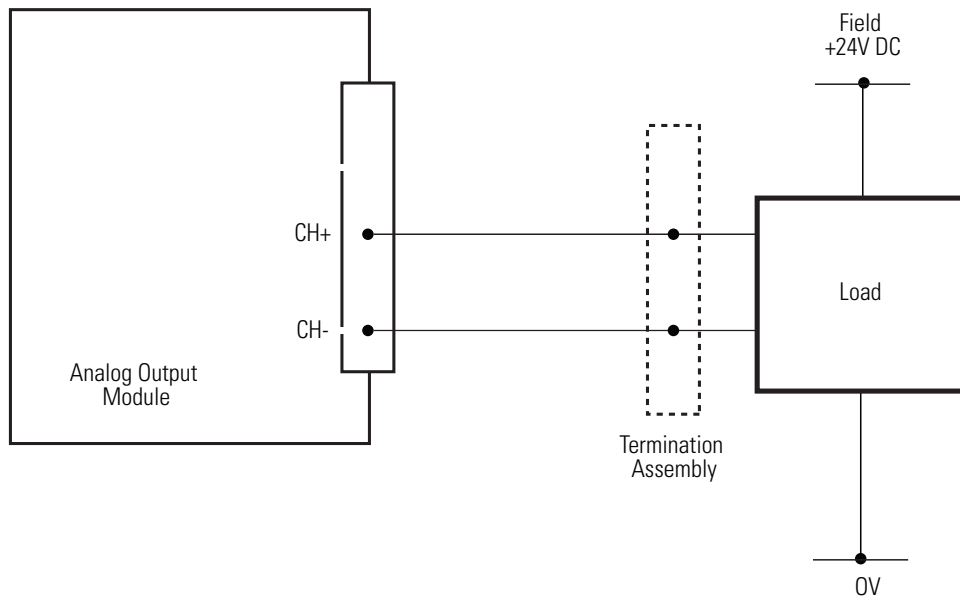 Field
+24V DC
CH+
Load
CH-
Analog Output
Module
Termination
Assembly
0V